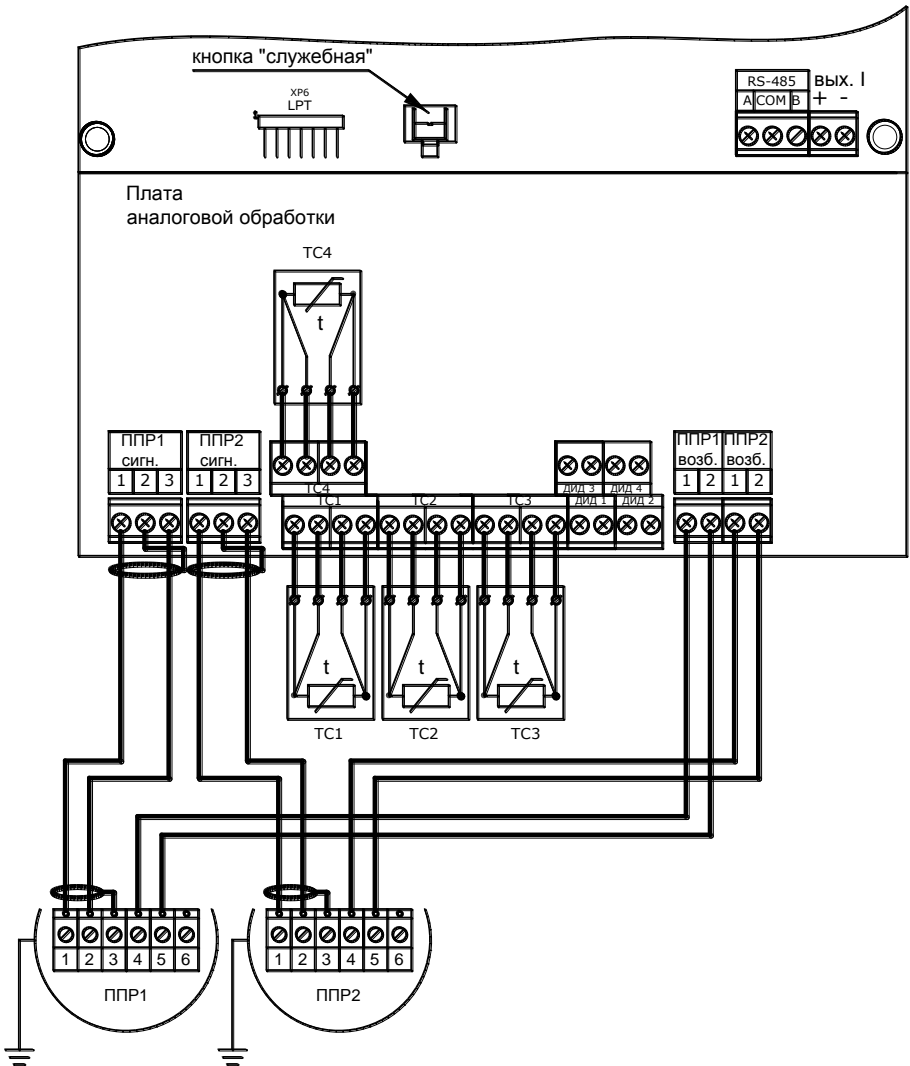 кнопка "служебная"
XP6
LPT
RS-485
вых. I
A COM B + -
Плата
аналоговой обработки
TC4
t
ППР1 ППР2
сигн. сигн.
1 2 3 1 2 3
ППР1 ППР2
возб. возб.
1 2 1 2
TC4
ДИД 3 ДИД 4
TC1 TC2 TC3 ДИД 1 ДИД 2
t t t
TC1 TC2 TC3
1 2 3 4 5 6 1 2 3 4 5 6
ППР1 ППР2